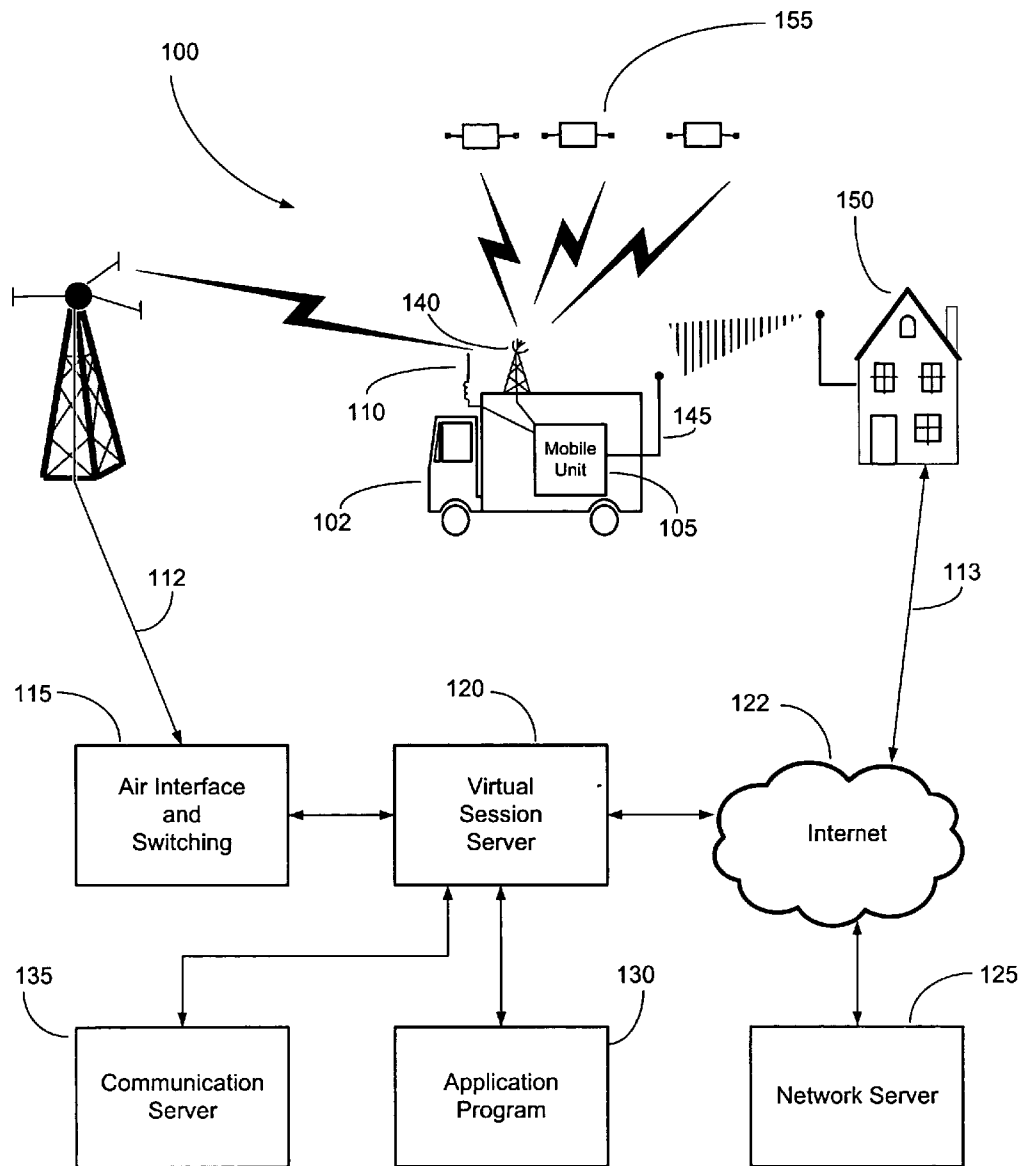 155
100
150
140
110
145
Mobile
Unit
102
105
112
113
115
120
122
Air Interface
and
Switching
Virtual
Session
Server
Internet
135
130
125
Communication
Server
Application
Program
Network Server